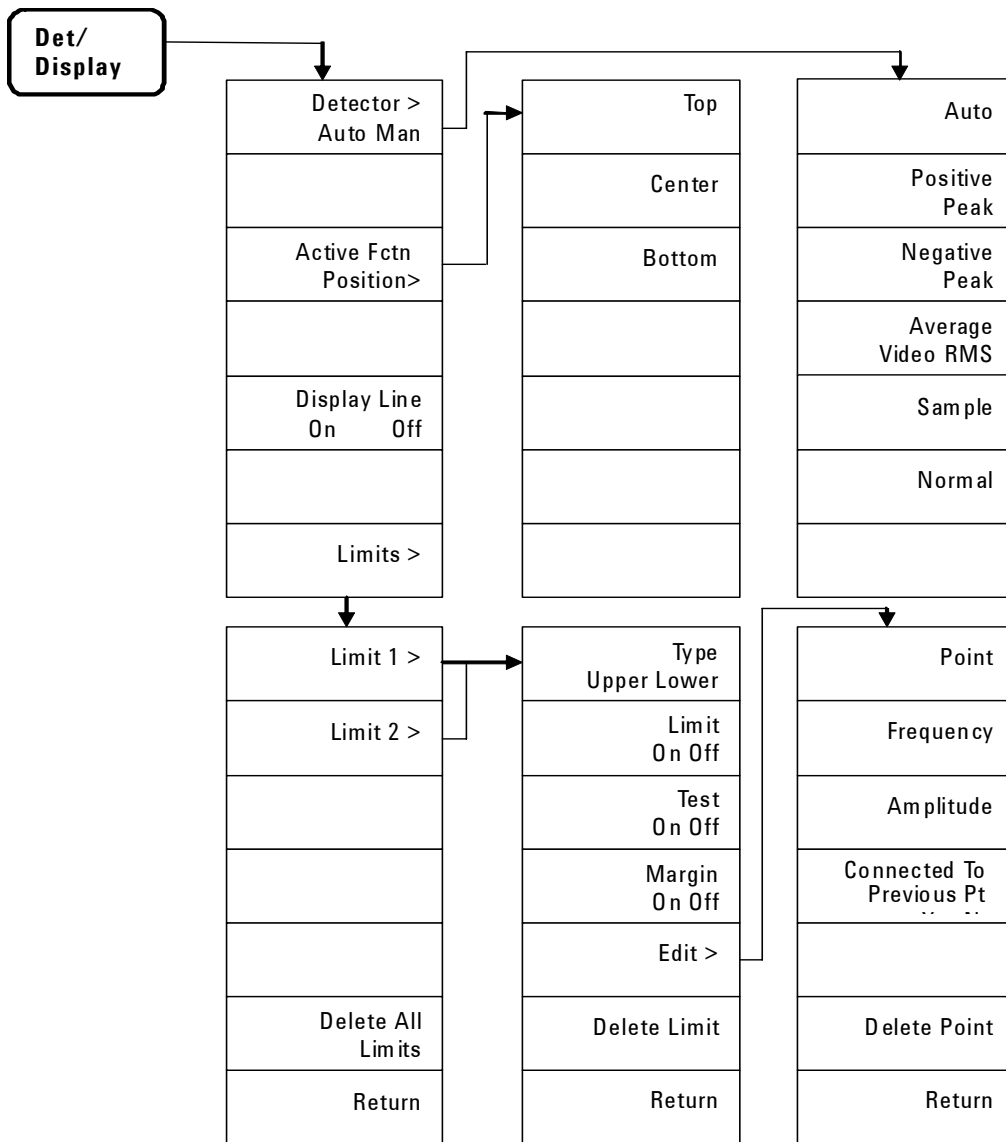 Det/
Display
Detector >
Auto Man
Active Fctn
Position>
Display Line
On Off
Limits >
Top
Center
Bottom
Auto
Positive
Peak
Negative
Peak
Average
Video RMS
Sample
Normal
Limit 1 >
Limit 2 >
Delete All
Limits
Return
Type
Upper Lower
Limit
On Off
Test
On Off
Margin
On Off
Edit >
Delete Limit
Return
Point
Frequency
Amplitude
Connected To
Previous Pt
Delete Point
Return